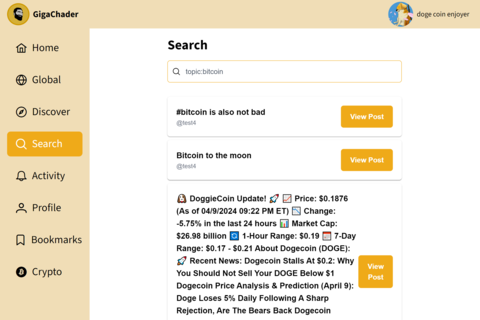 GigaChader
doge coin enjoyer
Home
Global
Discover
Search
Activity
Profile
Bookmarks
Crypto
Search
topic:bitcoin
#bitcoin is also not bad
@test4
View Post
Bitcoin to the moon
@test4
View Post
🐶 DoggieCoin Update! 🚀 📈 Price: $0.1876
(As of 04/9/2024 09:22 PM ET) 📉 Change:
-5.75% in the last 24 hours 📊 Market Cap:
$26.98 billion 🔄 1-Hour Range: $0.19 📅 7-Day
Range: $0.17 - $0.21 About Dogecoin (DOGE):
🚀 Recent News: Dogecoin Stalls At $0.2: Why
You Should Not Sell Your DOGE Below $1
Dogecoin Price Analysis & Prediction (April 9):
Doge Loses 5% Daily Following A Sharp
Rejection, Are The Bears Back Dogecoin
View
Post